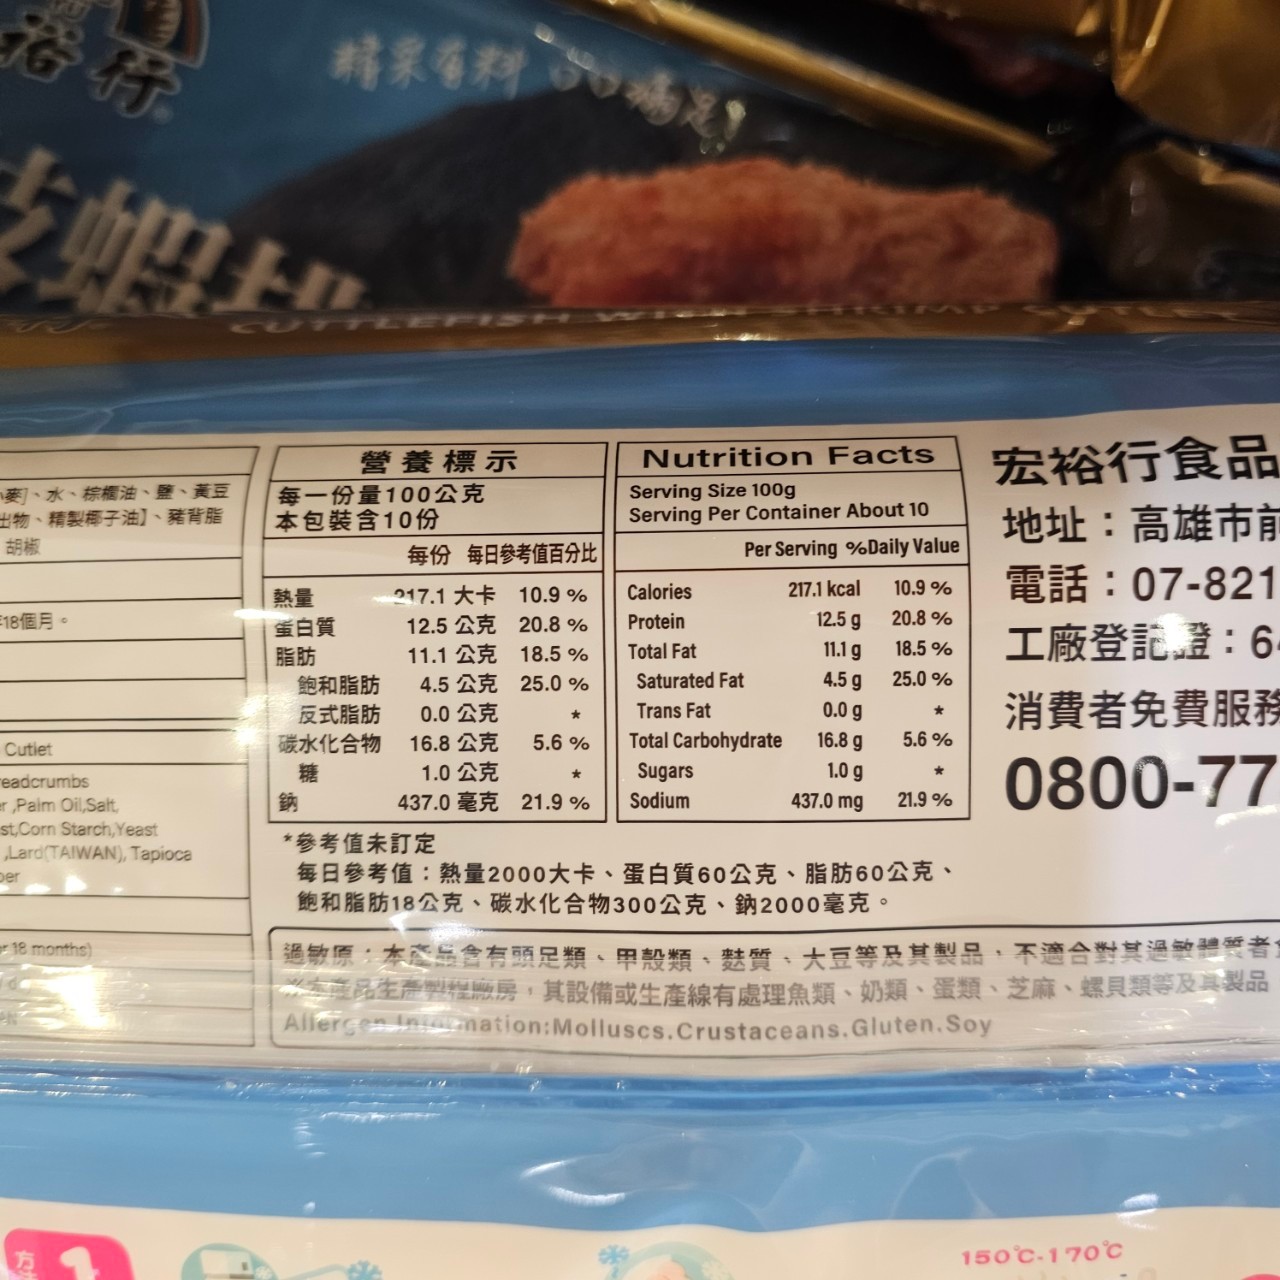 裕行
精采有料 口口滿足!
蝦
CUTTLEFISH WITH SHRIMP CUTLET
、水、棕櫚油、鹽、黃豆
出物、精製椰子油】、豬背脂
胡椒
18個月。
Cutlet
readcrumbs
,Palm Oil,Salt,
st,Corn Starch,Yeast
,Lard(TAIWAN), Tapioca
per
18 months)
營養標示
每一份量100公克
本包裝含10份
每份 每日參考值百分比
熱量 217.1 大卡 10.9 %
蛋白質 12.5 公克 20.8 %
脂肪 11.1 公克 18.5 %
飽和脂肪 4.5 公克 25.0 %
反式脂肪 0.0 公克 *
碳水化合物 16.8 公克 5.6 %
糖 1.0 公克 *
鈉 437.0 毫克 21.9 %
Nutrition Facts
Serving Size 100g
Serving Per Container About 10
Per Serving %Daily Value
Calories 217.1 kcal 10.9 %
Protein 12.5 g 20.8 %
Total Fat 11.1 g 18.5 %
Saturated Fat 4.5 g 25.0 %
Trans Fat 0.0 g *
Total Carbohydrate 16.8 g 5.6 %
Sugars 1.0 g *
Sodium 437.0 mg 21.9 %
*參考值未訂定
每日參考值：熱量2000大卡、蛋白質60公克、脂肪60公克、
飽和脂肪18公克、碳水化合物300公克、鈉2000毫克。
過敏原：本產品含有頭足類、甲殼類、麩質、大豆等及其製品，不適合對其過敏體質者
※本產品生產製程廠房，其設備或生產線有處理魚類、奶類、蛋類、芝麻、螺貝類等及其製品
Allergen Information:Molluscs.Crustaceans.Gluten.Soy
宏裕行食品
地址：高雄市前
電話：07-821
工廠登記證：6
消費者免費服務
0800-77
方法1
150℃-170℃